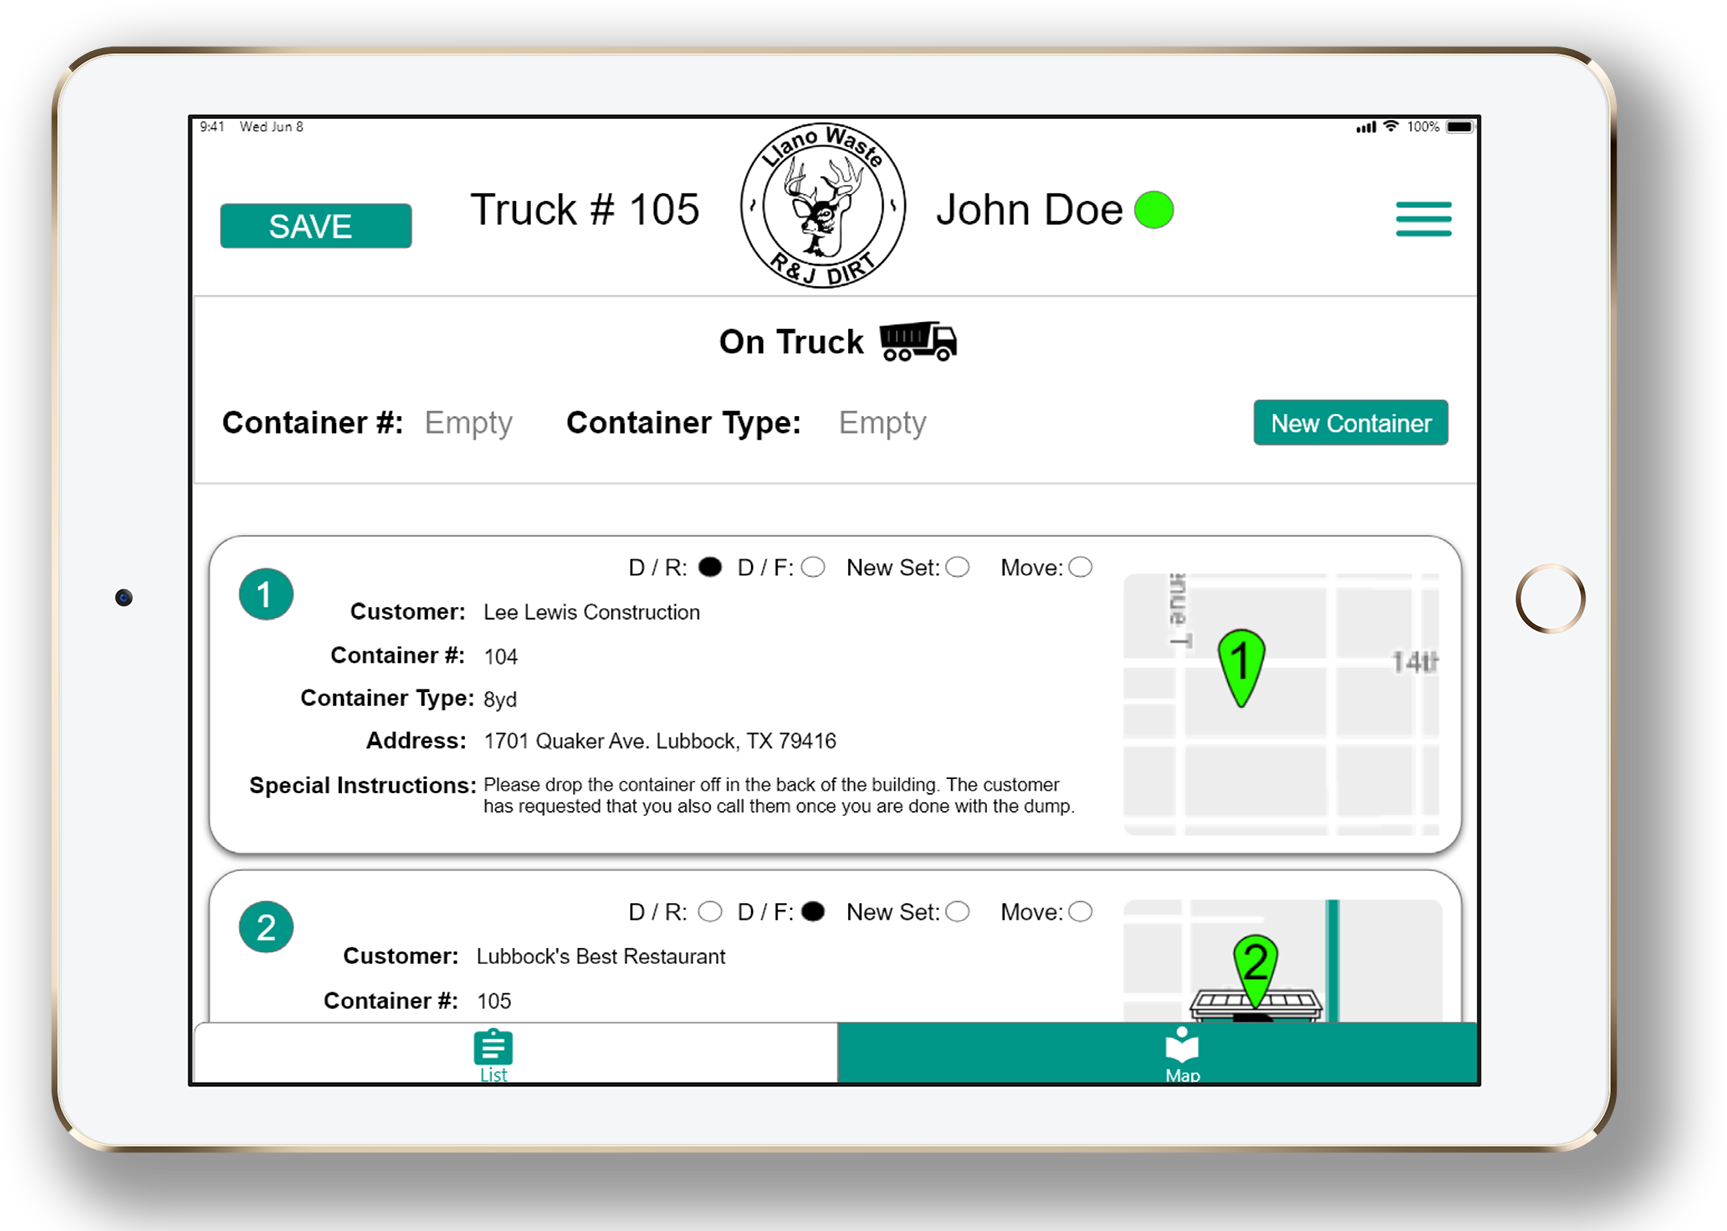 9:41 Wed Jun 8
100%
SAVE
Truck # 105
Llano Waste
R&J DIRT
John Doe
On Truck
Container #: Empty Container Type: Empty
New Container
1
D / R: D / F: New Set: Move:
Customer: Lee Lewis Construction
Container #: 104
Container Type: 8yd
Address: 1701 Quaker Ave. Lubbock, TX 79416
Special Instructions: Please drop the container off in the back of the building. The customer
has requested that you also call them once you are done with the dump.
nue T
1
14th
2
D / R: D / F: New Set: Move:
Customer: Lubbock's Best Restaurant
Container #: 105
2
List
Map